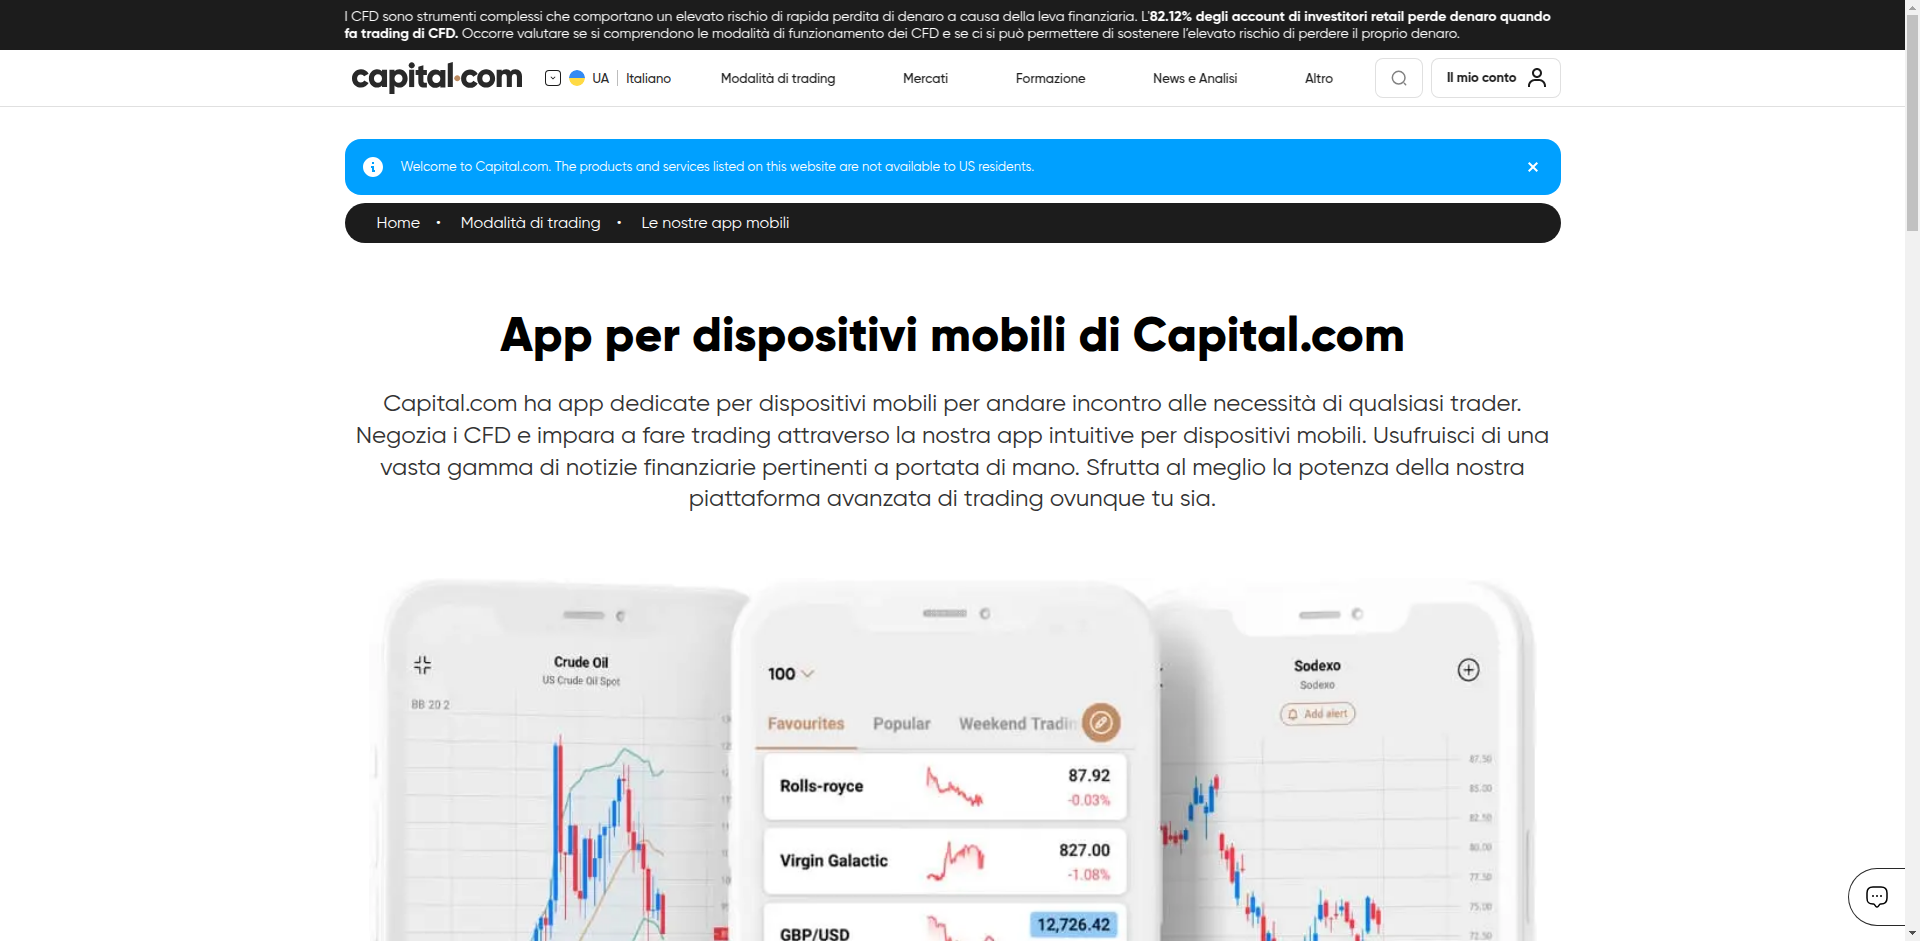 I CFD sono strumenti complessi che comportano un elevato rischio di rapida perdita di denaro a causa della leva finanziaria. L'82.12% degli account di investitori retail perde denaro quando
fa trading di CFD. Occorre valutare se si comprendono le modalità di funzionamento dei CFD e se ci si può permettere di sostenere l'elevato rischio di perdere il proprio denaro.
capital.com UA Italiano Modalità di trading Mercati Formazione News e Analisi Altro Il mio conto
Welcome to Capital.com. The products and services listed on this website are not available to US residents.
Home • Modalità di trading • Le nostre app mobili
App per dispositivi mobili di Capital.com
Capital.com ha app dedicate per dispositivi mobili per andare incontro alle necessità di qualsiasi trader.
Negozia i CFD e impara a fare trading attraverso la nostra app intuitive per dispositivi mobili. Usufruisci di una
vasta gamma di notizie finanziarie pertinenti a portata di mano. Sfrutta al meglio la potenza della nostra
piattaforma avanzata di trading ovunque tu sia.
Crude Oil
US Crude Oil Spot
BB 20 2
100
Favourites Popular Weekend Tradin
Rolls-royce 87.92
-0.03%
Virgin Galactic 827.00
-1.08%
GBP/USD 12,726.42
Sodexo
Sodexo
Add alert
87.50
85.00
82.50
80.00
77.50
75.00
72.50